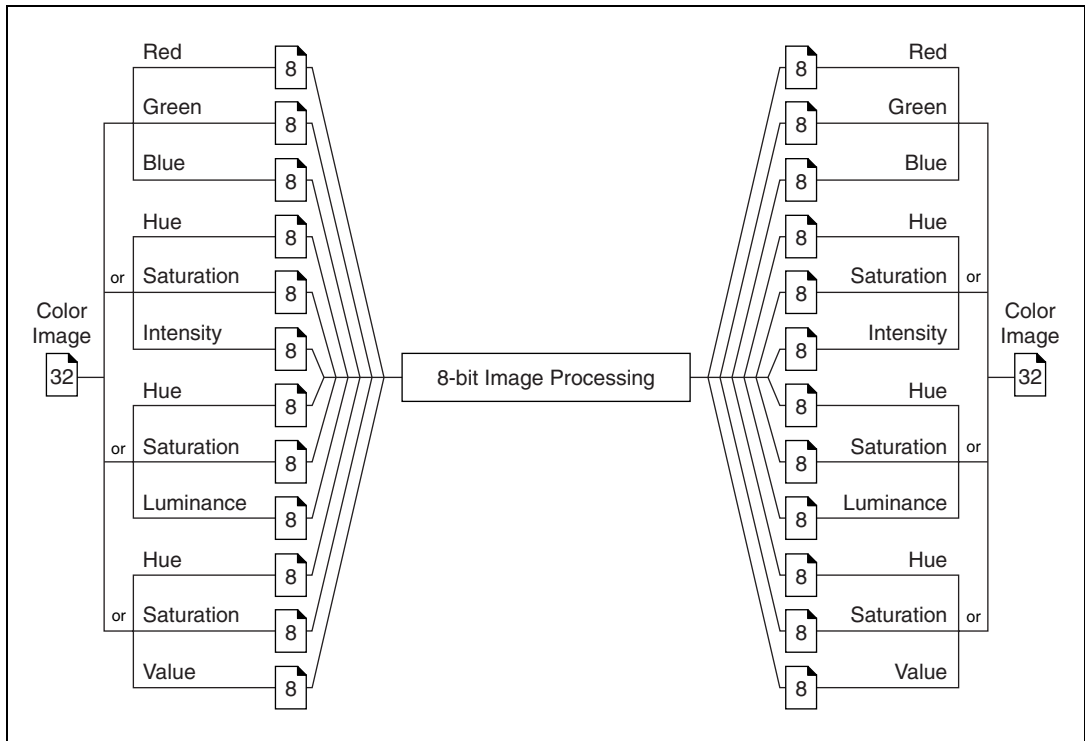 Red 8 8 Red
Green 8 8 Green
Blue 8 8 Blue
Hue 8 8 Hue
or Saturation 8 8 Saturation or
Color
Image
32
Intensity 8 8 Intensity
Color
Image
32
8-bit Image Processing
Hue 8 8 Hue
or Saturation 8 8 Saturation or
Luminance 8 8 Luminance
Hue 8 8 Hue
or Saturation 8 8 Saturation or
Value 8 8 Value